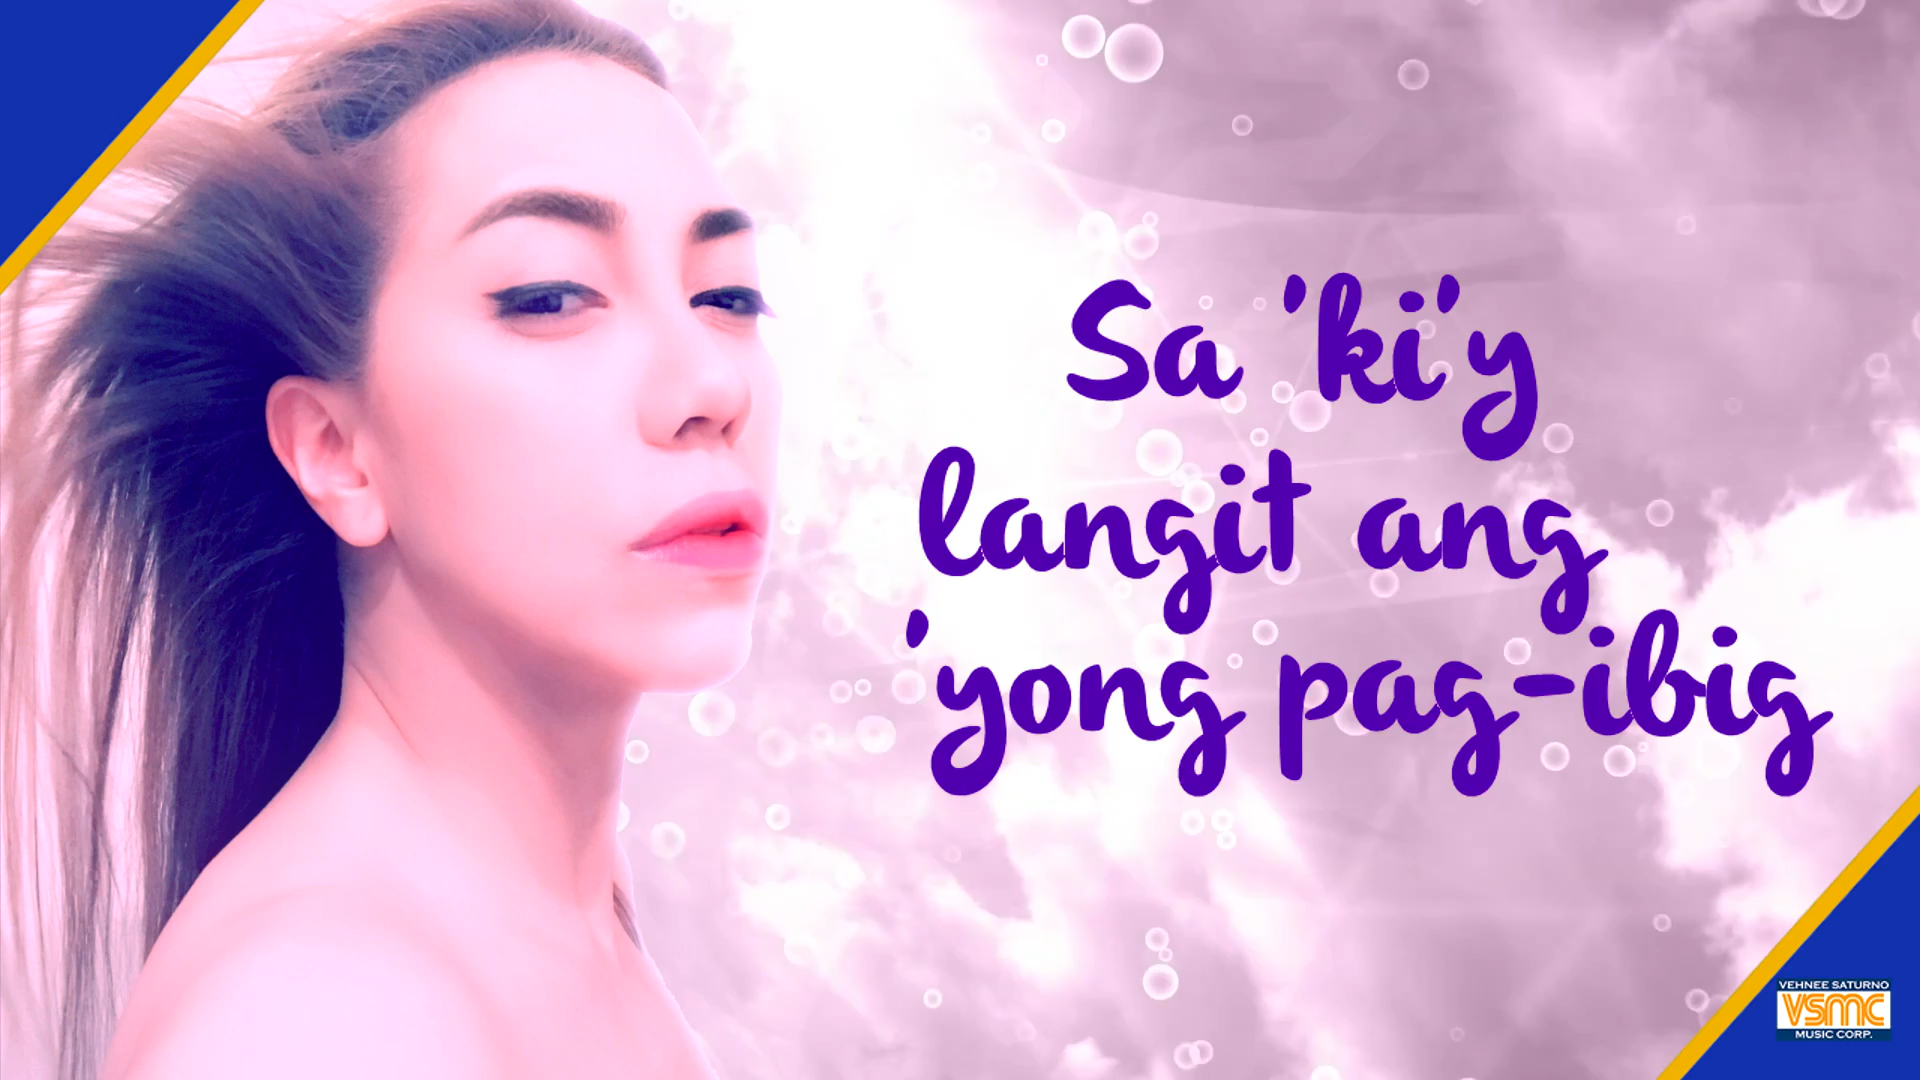 Sa 'ki'y
langit ang
'yong pag-ibig
VEHNEE SATURNO
VSMC
MUSIC CORP.